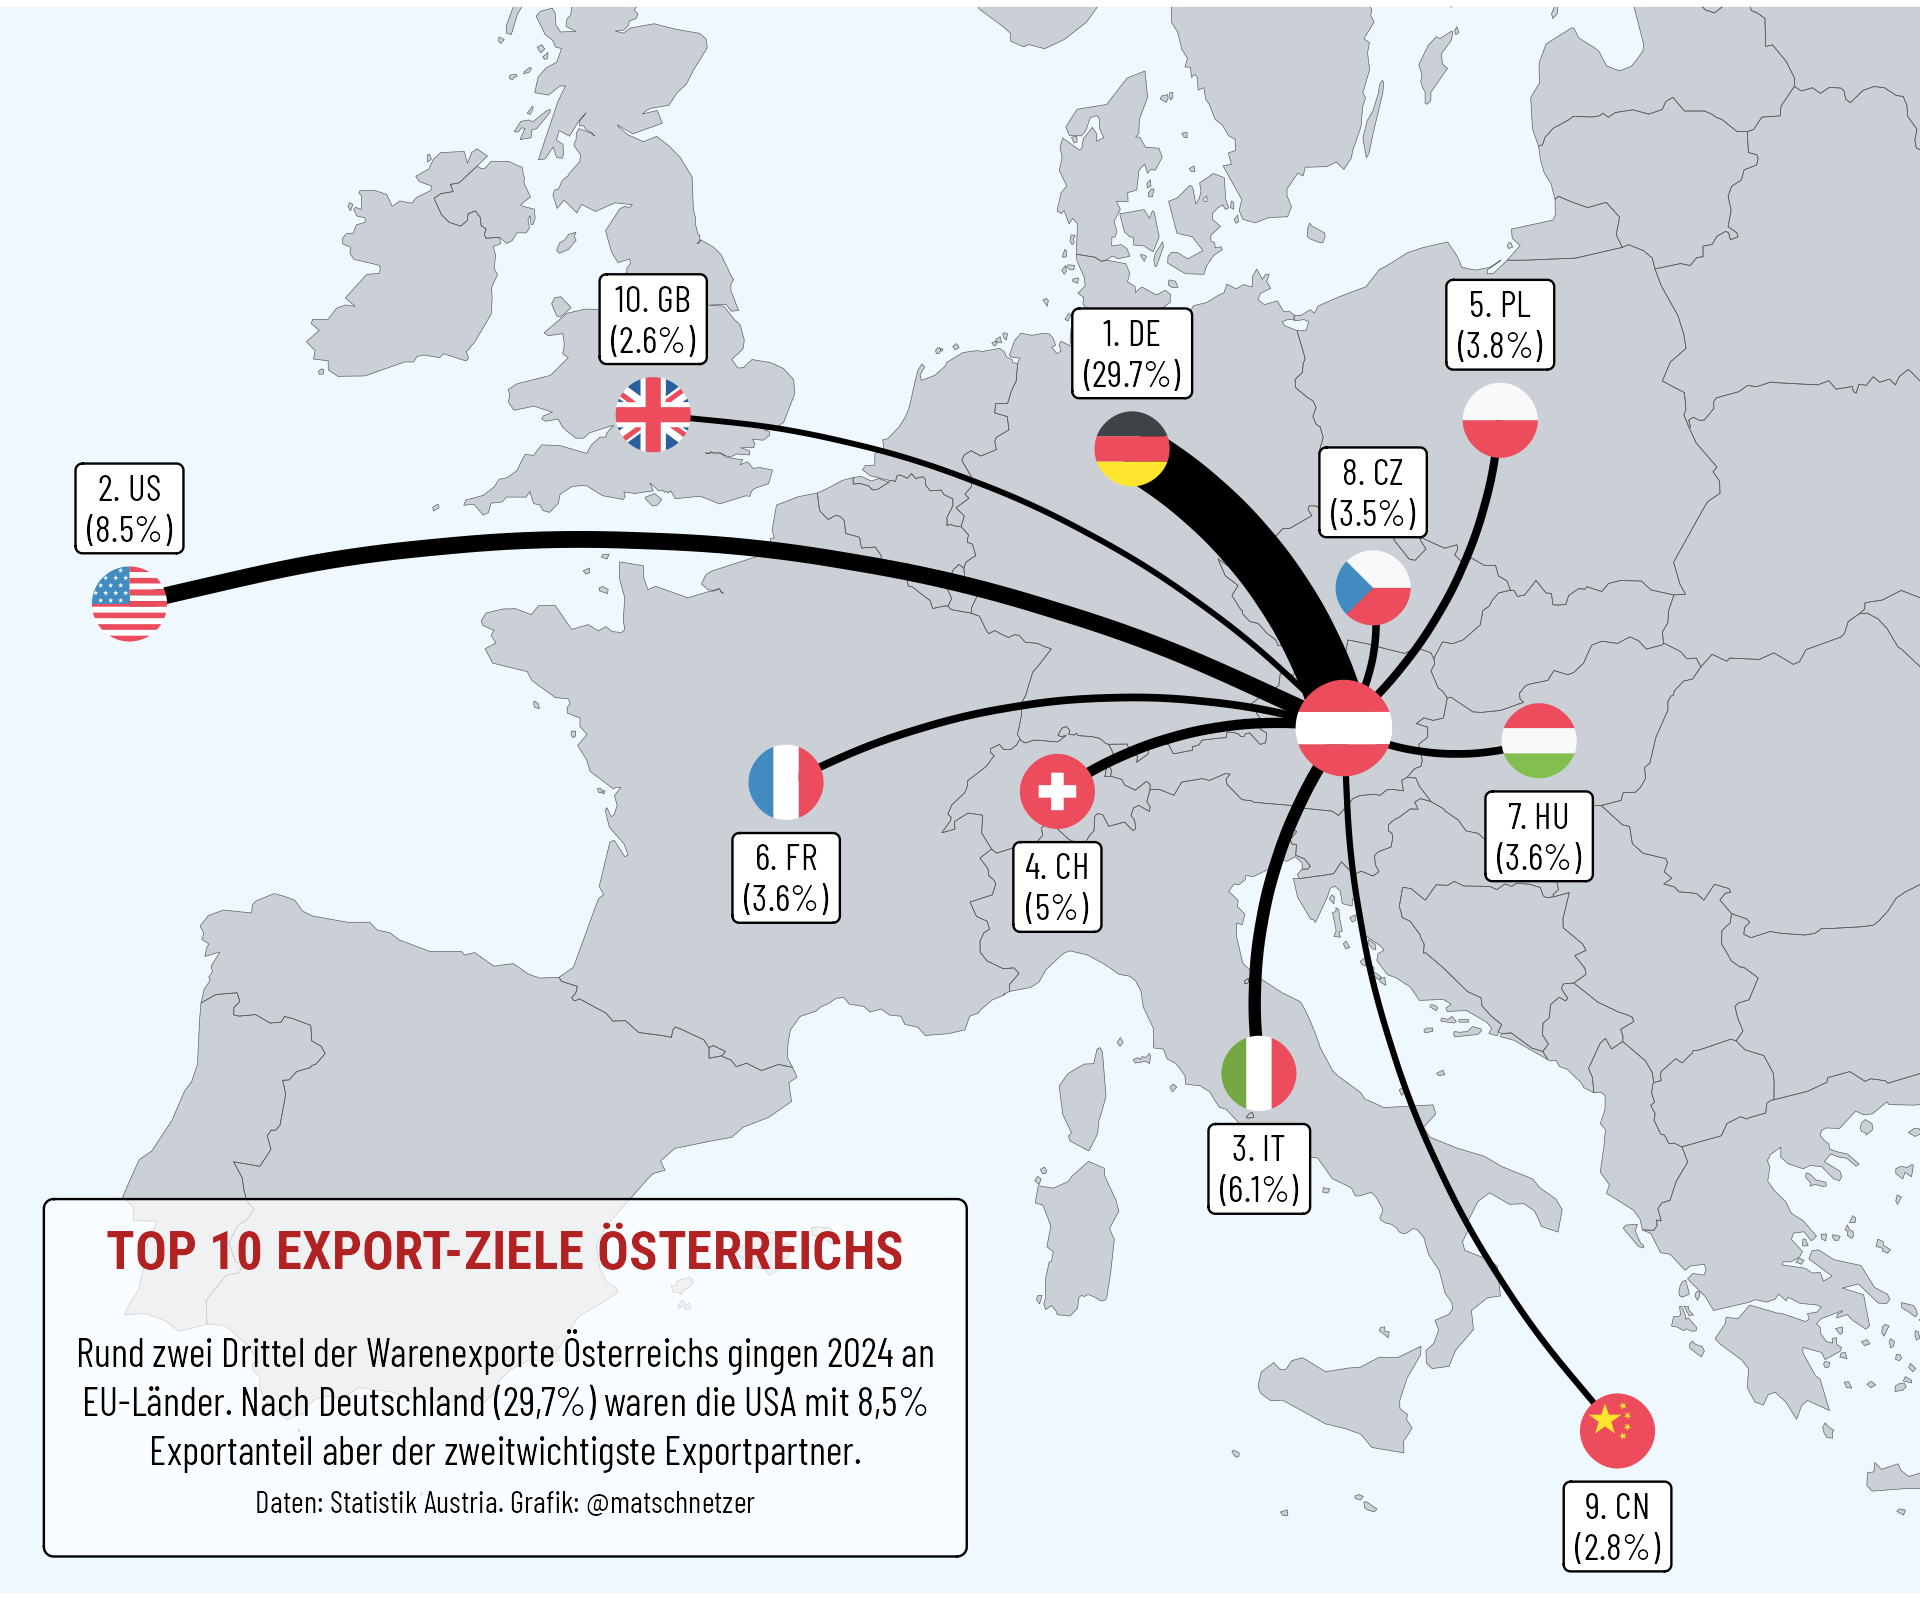 10. GB
(2.6%)
5. PL
(3.8%)
1. DE
(29.7%)
8. CZ
(3.5%)
2. US
(8.5%)
7. HU
(3.6%)
6. FR
(3.6%)
4. CH
(5%)
3. IT
(6.1%)
9. CN
(2.8%)
TOP 10 EXPORT-ZIELE ÖSTERREICHS
Rund zwei Drittel der Warenexporte Österreichs gingen 2024 an
EU-Länder. Nach Deutschland (29,7%) waren die USA mit 8,5%
Exportanteil aber der zweitwichtigste Exportpartner.
Daten: Statistik Austria. Grafik: @matschnetzer